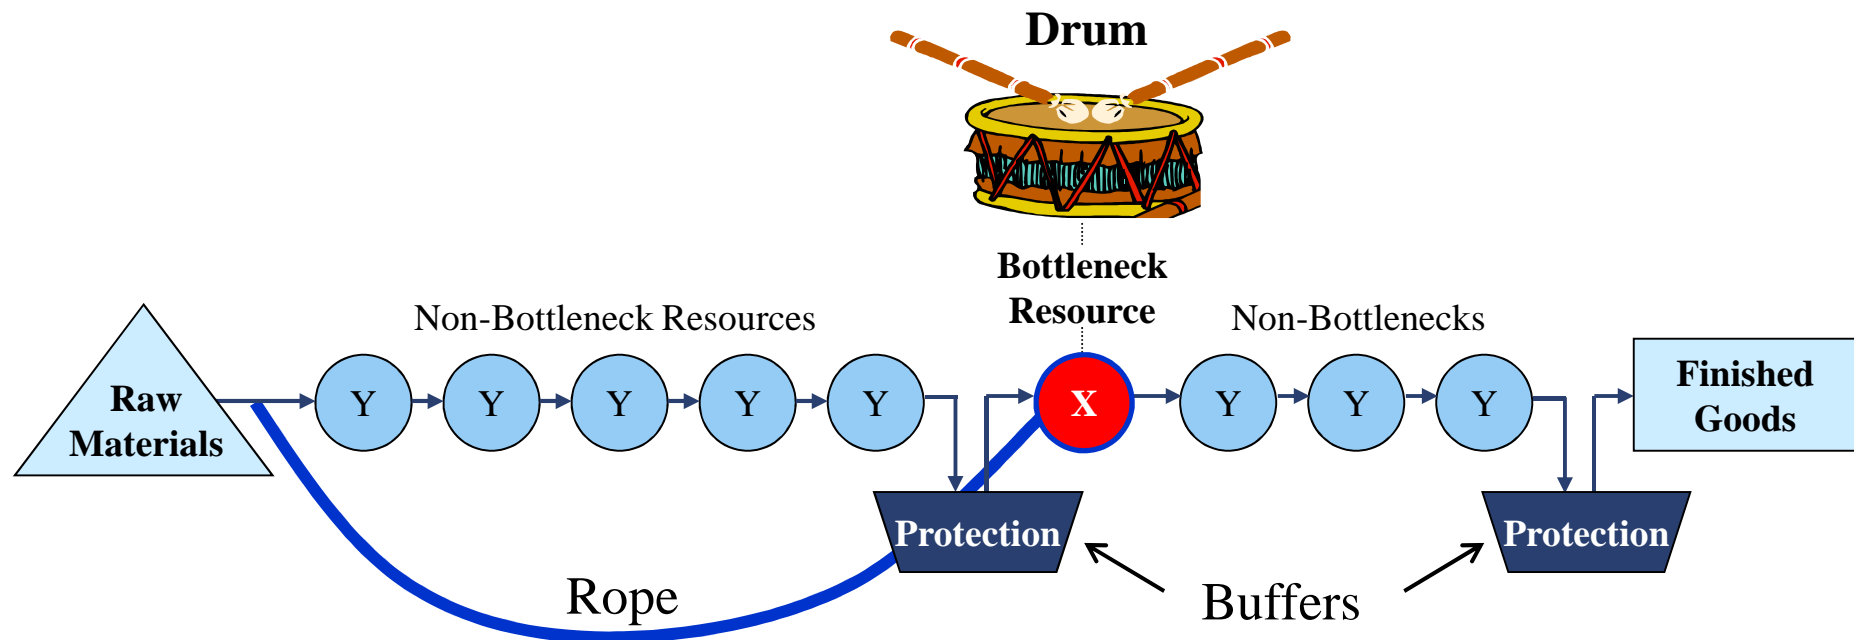 Drum
Bottleneck
Resource
Non-Bottleneck Resources
Non-Bottlenecks
Raw
Materials
Y
Y
Y
Y
Y
X
Y
Y
Y
Finished
Goods
Protection
Protection
Rope
Buffers